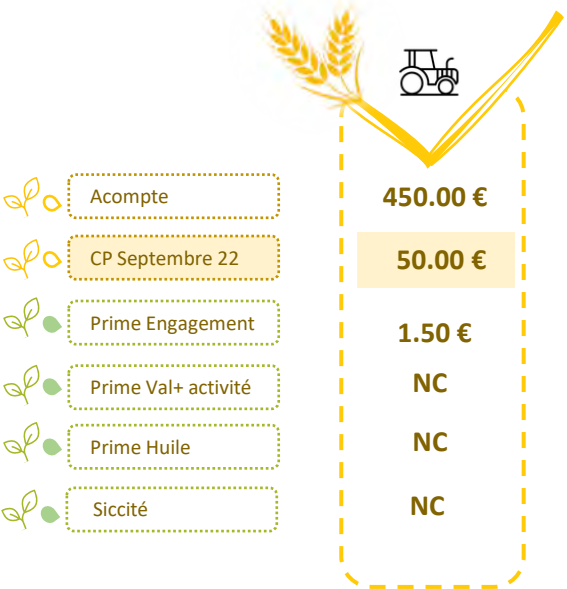 Acompte 450.00 €
CP Septembre 22 50.00 €
Prime Engagement 1.50 €
Prime Val+ activité NC
Prime Huile NC
Siccité NC